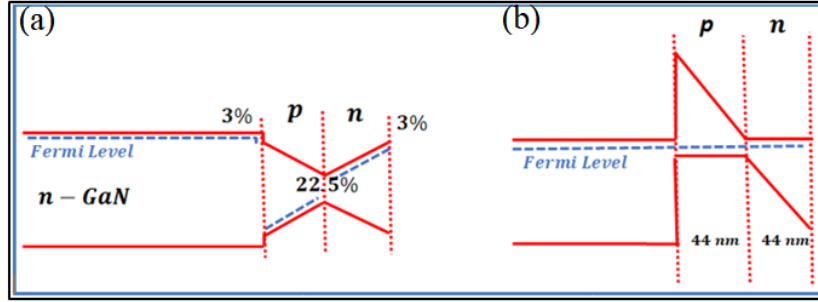 (a)
3%
p
n
3%
Fermi Level
22.5%
n − GaN
(b)
p
n
Fermi Level
44 nm
44 nm